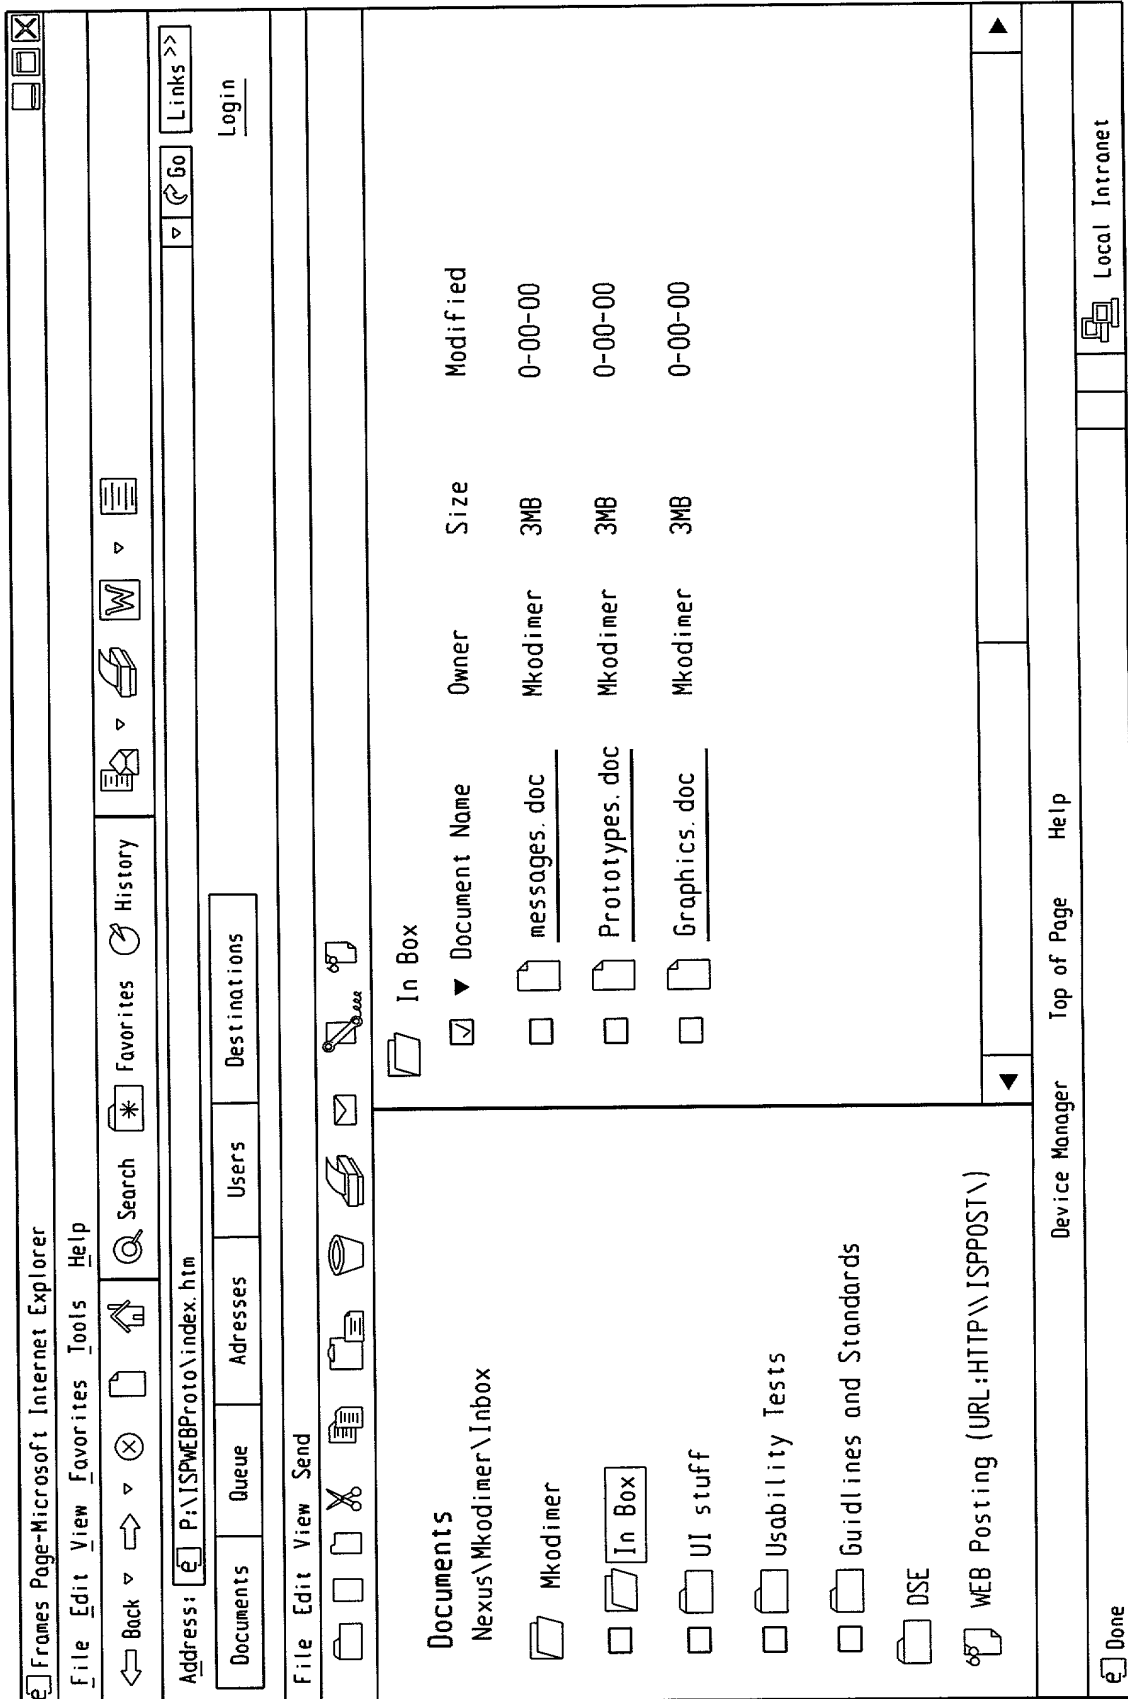 Frames Page-Microsoft Internet Explorer
File Edit View Favorites Tools Help
Back Search Favorites History W
Address: P:\ISPWEBProto\index.htm Go Links >>
Documents Queue Adresses Users Destinations Login
File Edit View Send
Documents
Nexus\Mkodimer\Inbox
Mkodimer
In Box
UI stuff
Usability Tests
Guidlines and Standards
DSE
WEB Posting (URL:HTTP\\ISPPOST\)
In Box
Document Name Owner Size Modified
messages.doc Mkodimer 3MB 0-00-00
Prototypes.doc Mkodimer 3MB 0-00-00
Graphics.doc Mkodimer 3MB 0-00-00
Device Manager Top of Page Help
Done Local Intranet